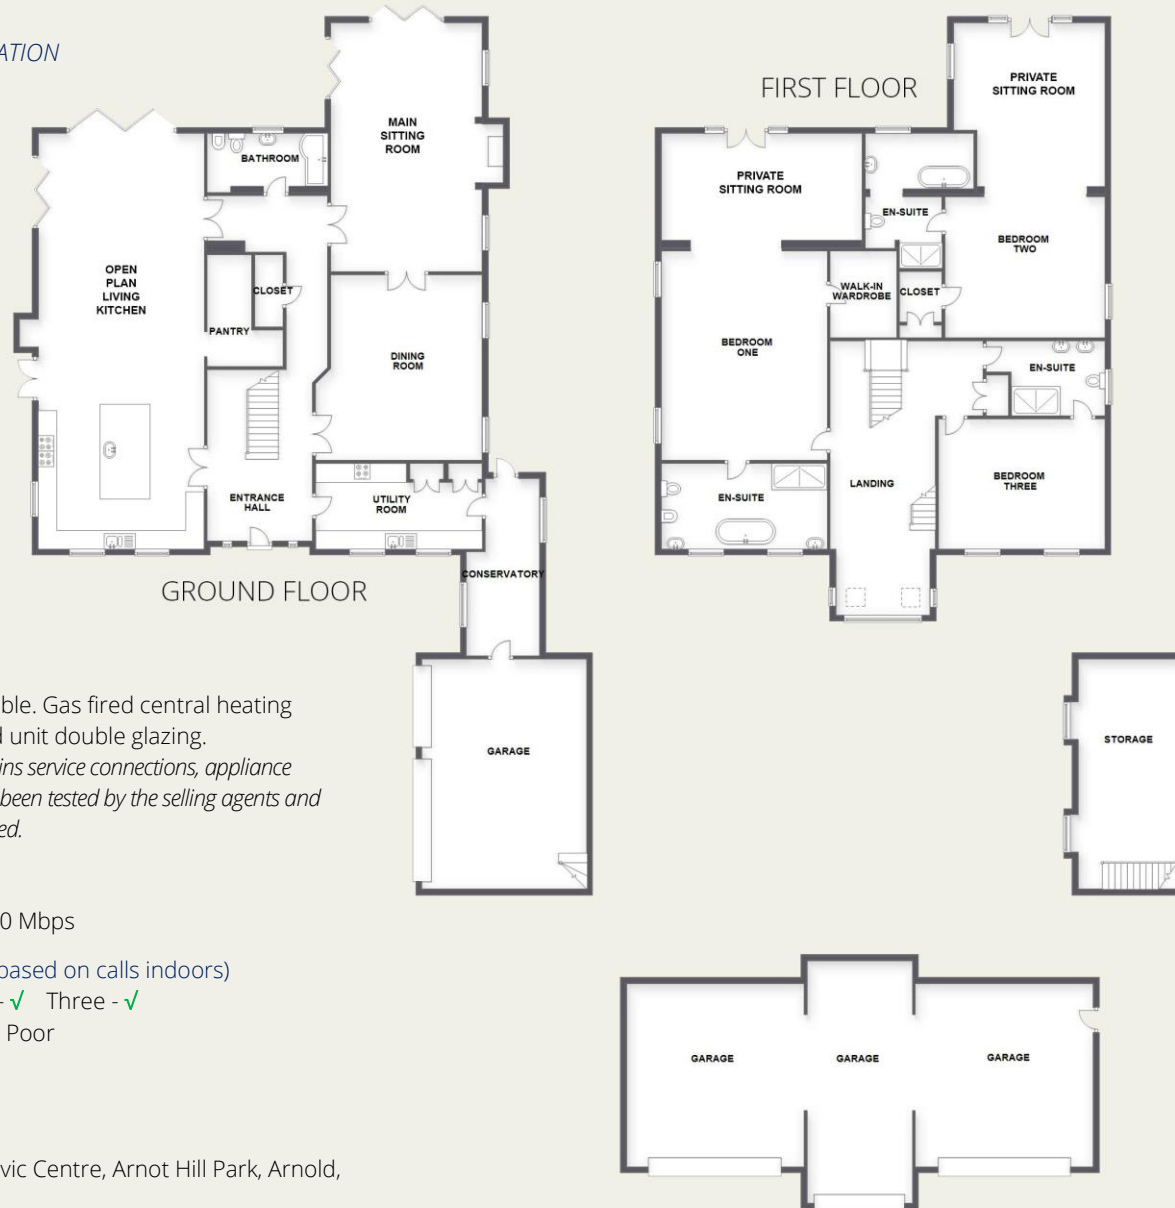 ATION
FIRST FLOOR
PRIVATE
SITTING ROOM
MAIN
SITTING
ROOM
BATHROOM
PRIVATE
SITTING ROOM
EN-SUITE
BEDROOM
TWO
OPEN
PLAN
LIVING
KITCHEN
CLOSET
PANTRY
WALK-IN
WARDROBE
CLOSET
DINING
ROOM
BEDROOM
ONE
EN-SUITE
ENTRANCE
HALL
UTILITY
ROOM
EN-SUITE
LANDING
BEDROOM
THREE
CONSERVATORY
GROUND FLOOR
ble. Gas fired central heating
d unit double glazing.
ins service connections, appliance
been tested by the selling agents and
ed.
GARAGE
STORAGE
0 Mbps
based on calls indoors)
- √ Three - √
Poor
GARAGE
GARAGE
GARAGE
vic Centre, Arnot Hill Park, Arnold,